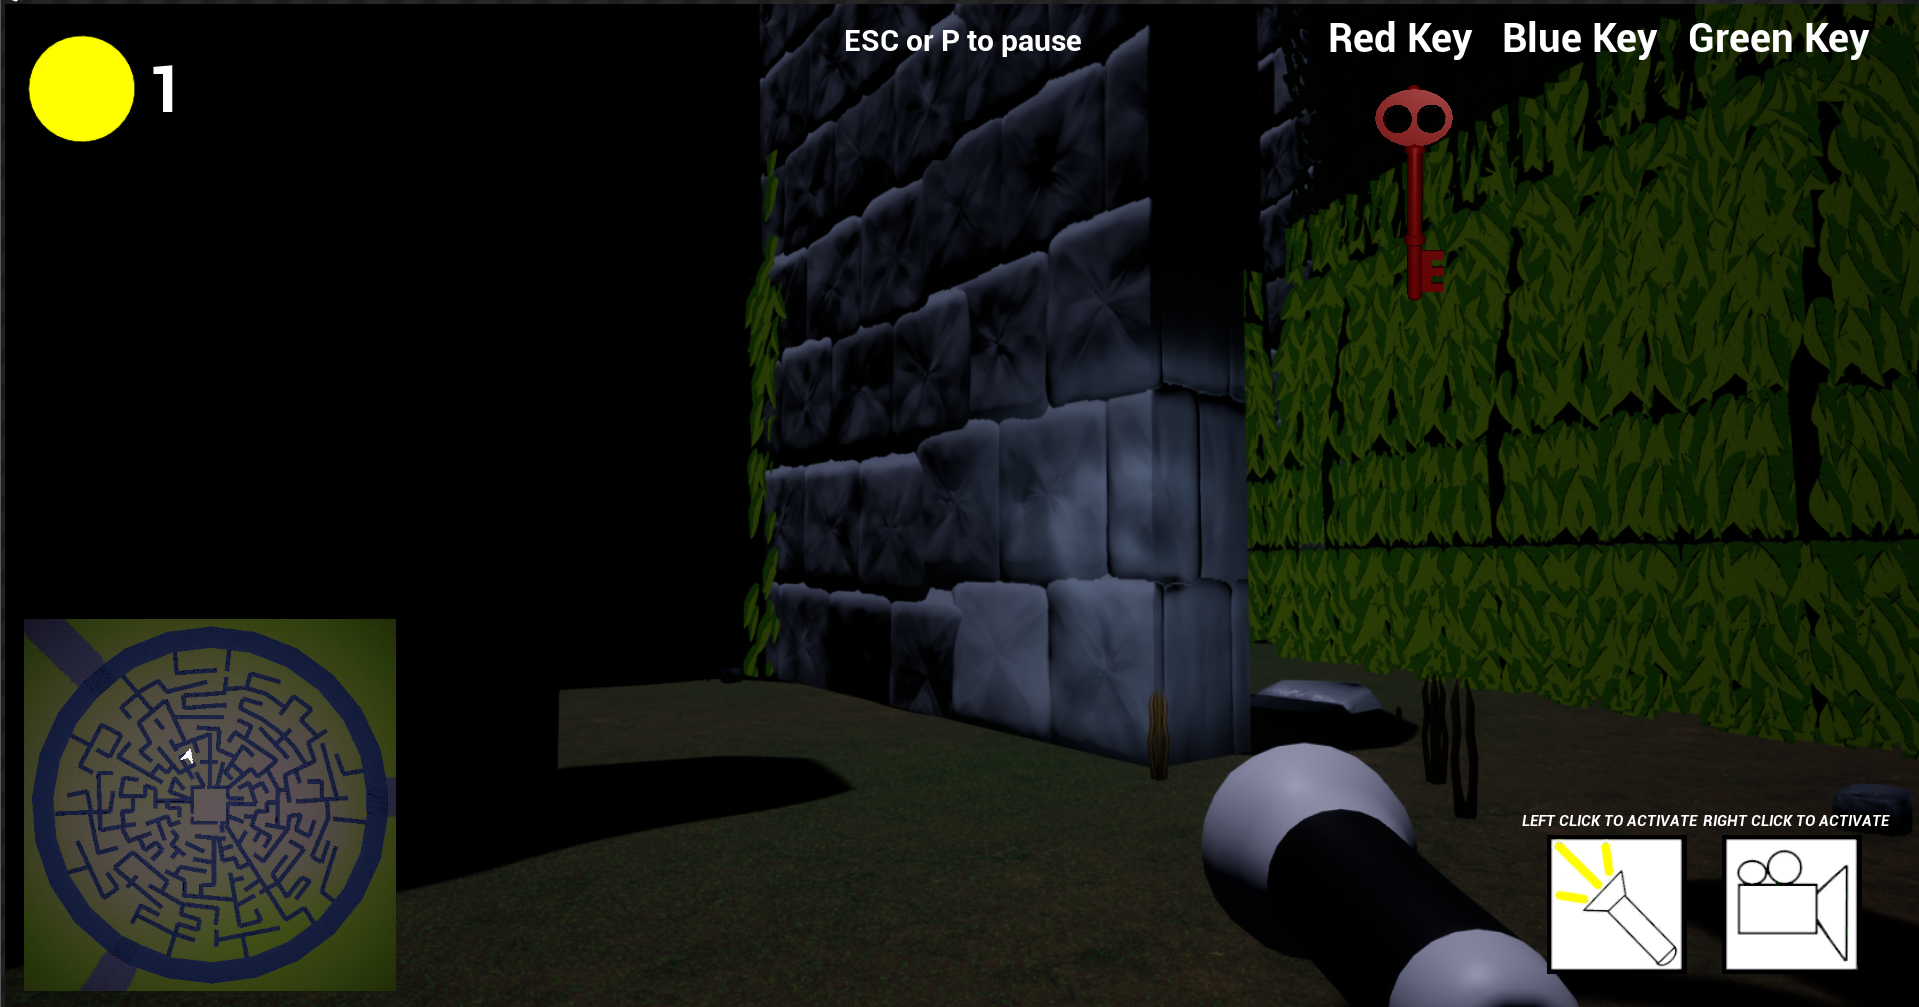 ESC or P to pause
Red Key Blue Key Green Key
1
LEFT CLICK TO ACTIVATE RIGHT CLICK TO ACTIVATE